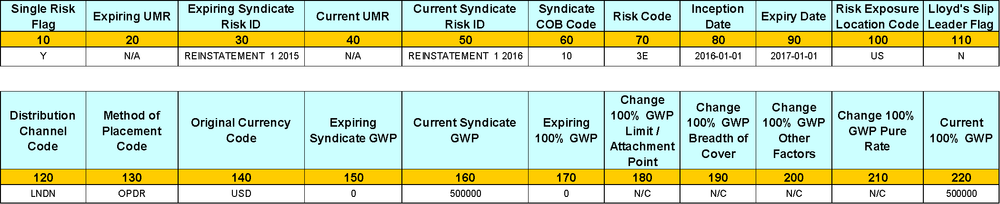 Single Risk Flag | Expiring UMR | Expiring Syndicate Risk ID | Current UMR | Current Syndicate Risk ID | Syndicate COB Code | Risk Code | Inception Date | Expiry Date | Risk Exposure Location Code | Lloyd's Slip Leader Flag
10 | 20 | 30 | 40 | 50 | 60 | 70 | 80 | 90 | 100 | 110
Y | N/A | REINSTATEMENT 1 2015 | N/A | REINSTATEMENT 1 2016 | 10 | 3E | 2016-01-01 | 2017-01-01 | US | N
Distribution Channel Code | Method of Placement Code | Original Currency Code | Expiring Syndicate GWP | Current Syndicate GWP | Expiring 100% GWP | Change 100% GWP Limit / Attachment Point | Change 100% GWP Breadth of Cover | Change 100% GWP Other Factors | Change 100% GWP Pure Rate | Current 100% GWP
120 | 130 | 140 | 150 | 160 | 170 | 180 | 190 | 200 | 210 | 220
LNDN | OPDR | USD | 0 | 500000 | 0 | N/C | N/C | N/C | N/C | 500000